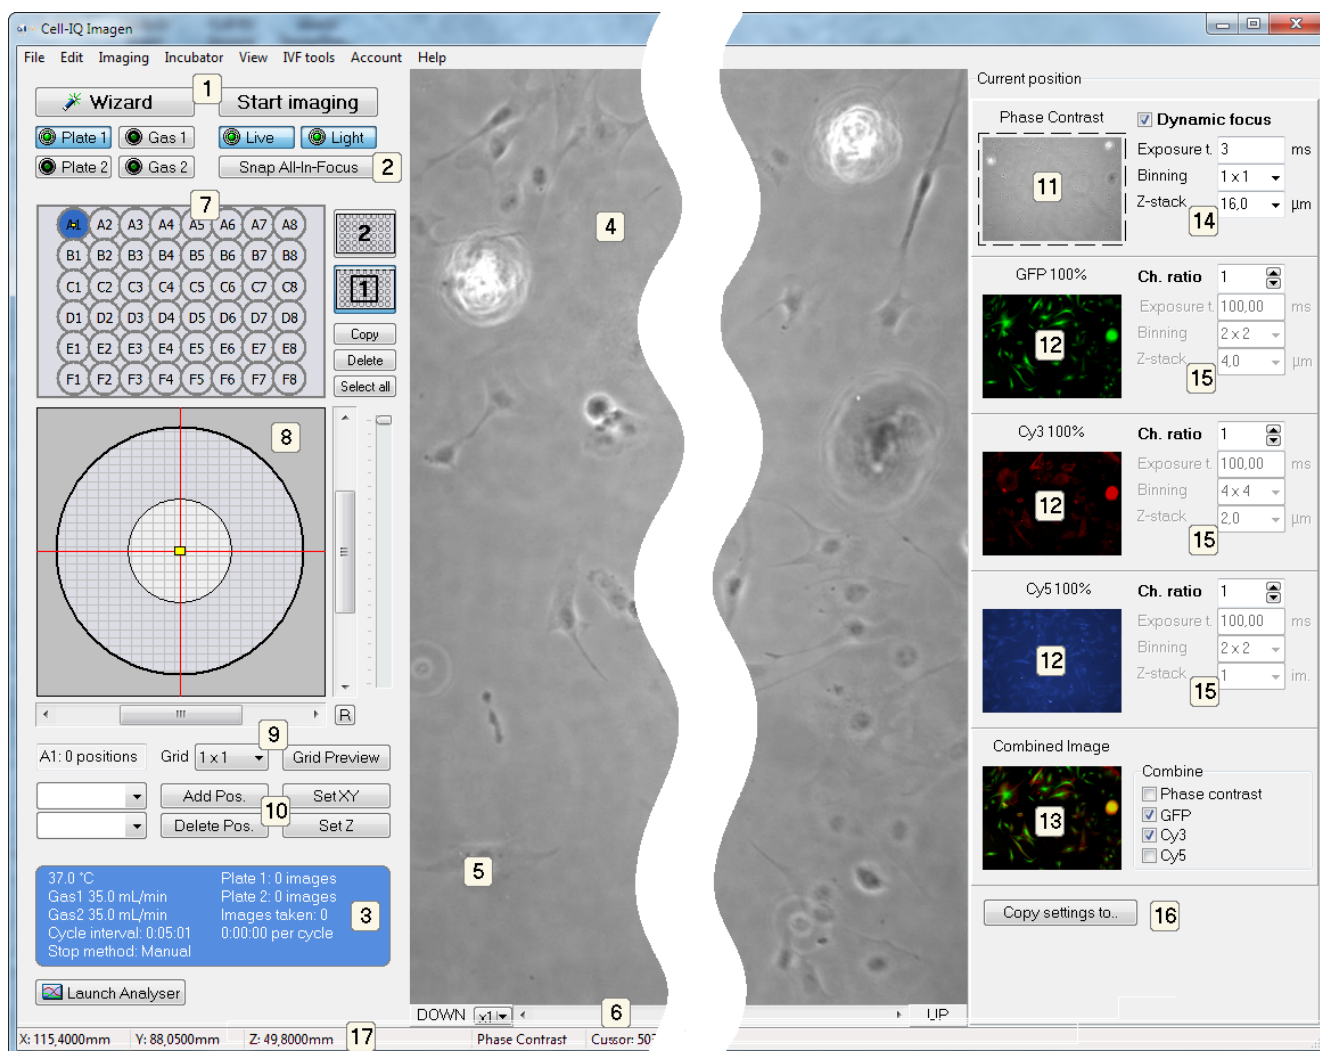 Cell-IQ Imagen
File Edit Imaging Incubator View IVF tools Account Help
1
Wizard Start imaging
Plate 1 Gas 1 Live Light
Plate 2 Gas 2 Snap All-In-Focus 2
7
A1 A2 A3 A4 A5 A6 A7 A8
B1 B2 B3 B4 B5 B6 B7 B8
C1 C2 C3 C4 C5 C6 C7 C8
D1 D2 D3 D4 D5 D6 D7 D8
E1 E2 E3 E4 E5 E6 E7 E8
F1 F2 F3 F4 F5 F6 F7 F8
2
1
Copy
Delete
Select all
8
R
9
A1: 0 positions Grid 1 x 1 Grid Preview
Add Pos. Set XY
10
Delete Pos. Set Z
37.0 °C Plate 1: 0 images
Gas1 35.0 mL/min Plate 2: 0 images
Gas2 35.0 mL/min Images taken: 0
3
Cycle interval: 0:05:01 0:00:00 per cycle
Stop method: Manual
Launch Analyser
4
5
DOWN x1 6 UP
Current position
Phase Contrast Dynamic focus
11
Exposure t. 3 ms
Binning 1 x 1
Z-stack 16,0 µm
14
GFP 100% Ch. ratio 1
Exposure t. 100,00 ms
12
Binning 2 x 2
Z-stack 4,0 µm
15
Cy3 100% Ch. ratio 1
Exposure t. 100,00 ms
12
Binning 4 x 4
Z-stack 2,0 µm
15
Cy5 100% Ch. ratio 1
Exposure t. 100,00 ms
12
Binning 2 x 2
Z-stack 1 im.
15
Combined Image
13
Combine
Phase contrast
GFP
Cy3
Cy5
Copy settings to.. 16
X: 115,4000mm Y: 88,0500mm Z: 49,8000mm 17 Phase Contrast Cussor: 50